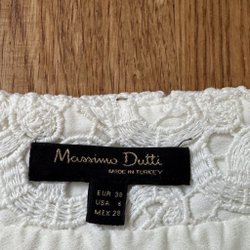 Massimo Dutti
MADE IN TURKEY
EUR 38
USA 6
MEX 28